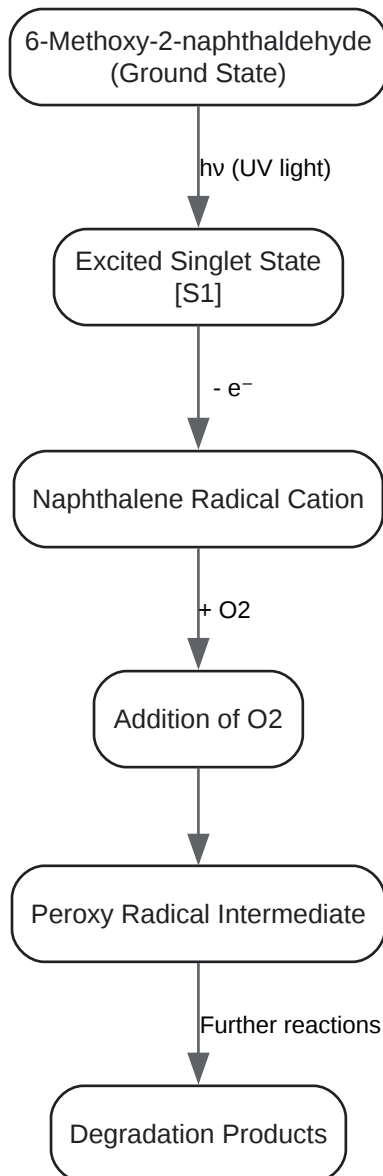 6-Methoxy-2-naphthaldehyde
(Ground State)
hν (UV light)
Excited Singlet State
[S1]
- e⁻
Naphthalene Radical Cation
+ O2
Addition of O2
Peroxy Radical Intermediate
Further reactions
Degradation Products